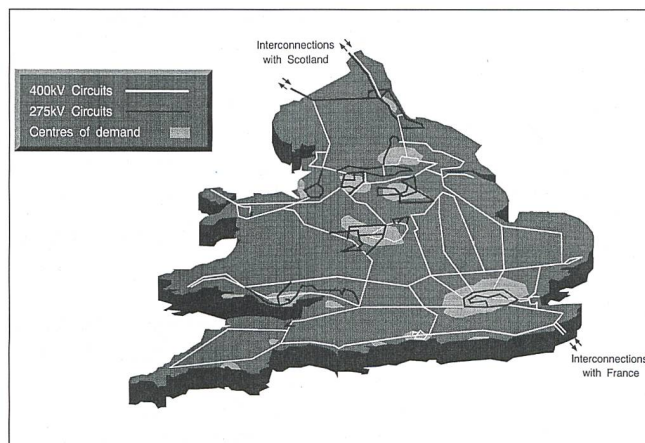 Interconnections
with Scotland
400kV Circuits
275kV Circuits
Centres of demand
Interconnections
with France